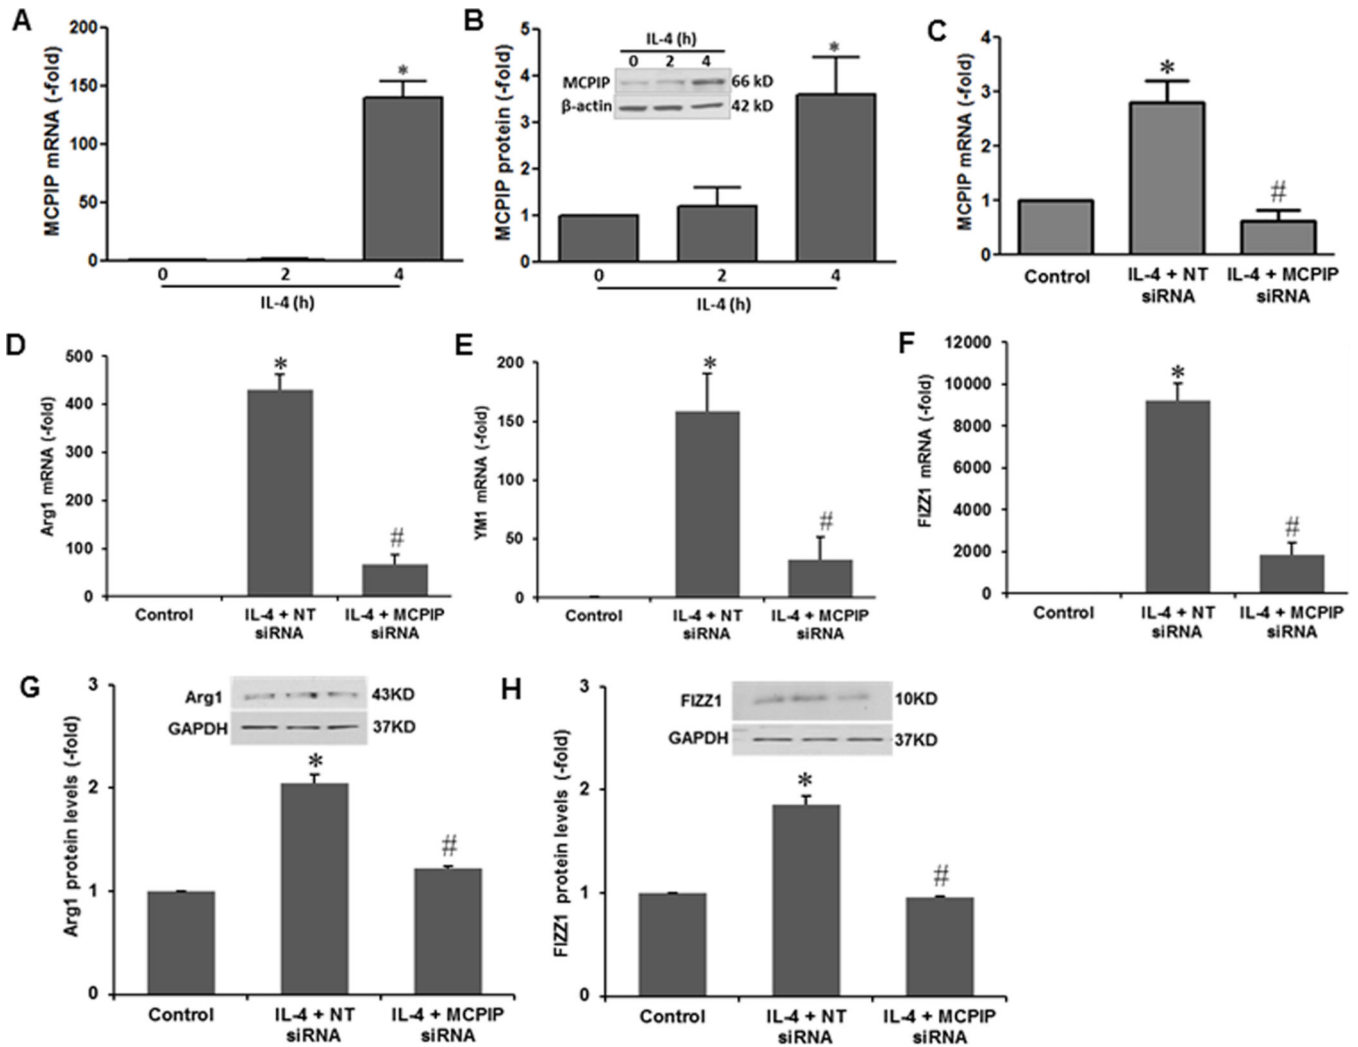 A
MCPIP mRNA (-fold)
200
150
100
50
0
*
0 2 4
IL-4 (h)
B
MCPIP protein (-fold)
5
4
3
2
1
0
IL-4 (h)
0 2 4
MCPIP 66 kD
β-actin 42 kD
*
0 2 4
IL-4 (h)
C
MCPIP mRNA (-fold)
4
3
2
1
0
*
#
Control IL-4 + NT IL-4 + MCPIP
siRNA siRNA
D
Arg1 mRNA (-fold)
500
400
300
200
100
0
*
#
Control IL-4 + NT IL-4 + MCPIP
siRNA siRNA
E
YM1 mRNA (-fold)
200
150
100
50
0
*
#
Control IL-4 + NT IL-4 + MCPIP
siRNA siRNA
F
FIZZ1 mRNA (-fold)
12000
10000
8000
6000
4000
2000
0
*
#
Control IL-4 + NT IL-4 + MCPIP
siRNA siRNA
G
Arg1 protein levels (-fold)
3
2
1
0
Arg1 43KD
GAPDH 37KD
*
#
Control IL-4 + NT IL-4 + MCPIP
siRNA siRNA
H
FIZZ1 protein levels (-fold)
3
2
1
0
FIZZ1 10KD
GAPDH 37KD
*
#
Control IL-4 + NT IL-4 + MCPIP
siRNA siRNA